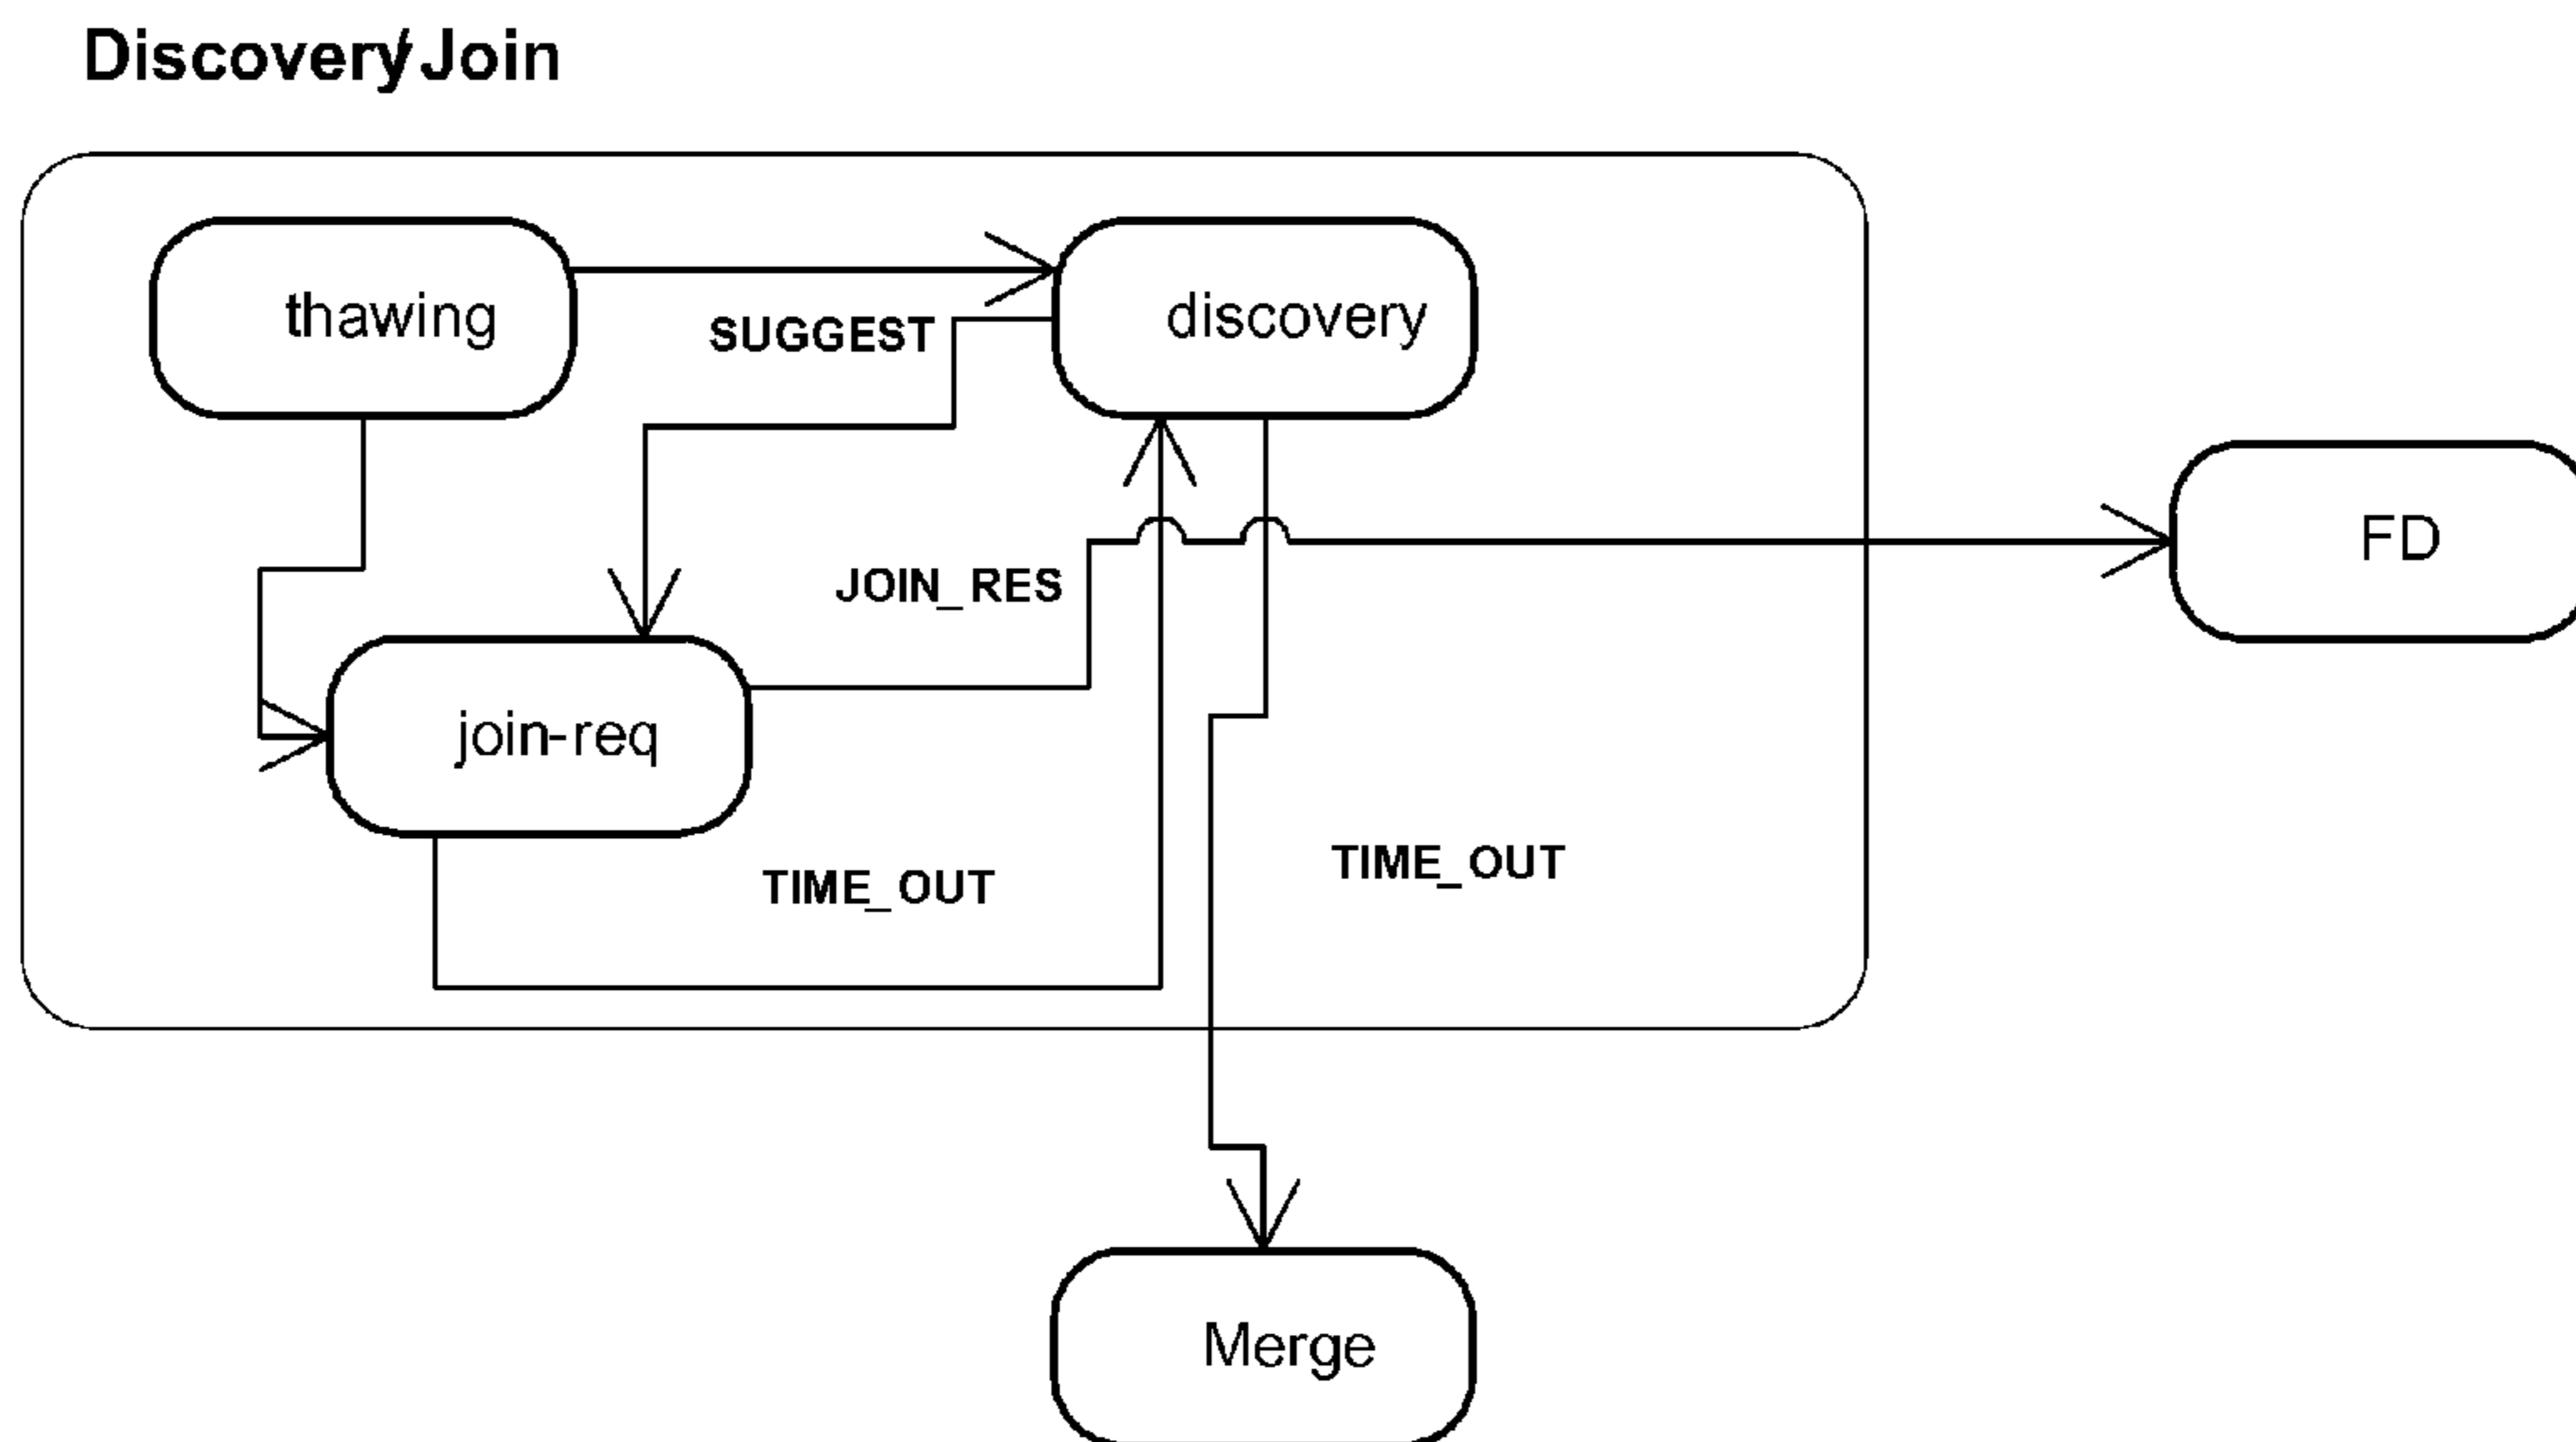 Discovery/Join
thawing
discovery
SUGGEST
FD
JOIN_RES
join-req
TIME_OUT
TIME_OUT
Merge